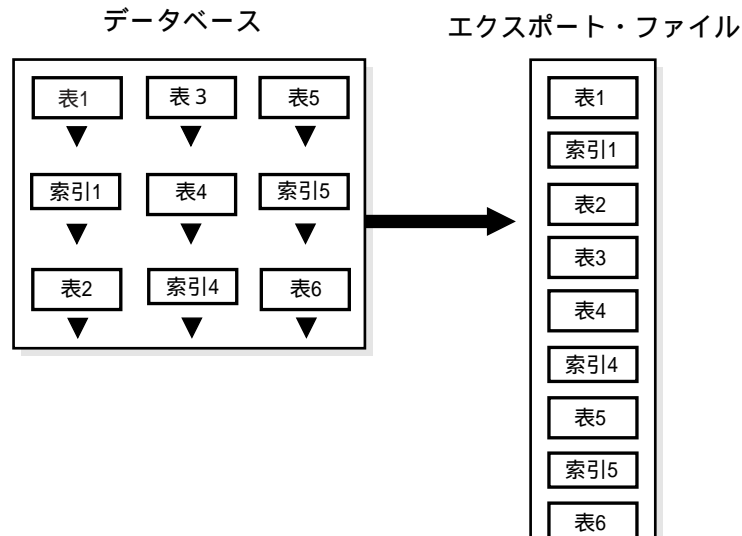 データベース
エクスポート・ファイル
表1
表３
表5
索引1
表4
索引5
表2
索引4
表6
表1
索引1
表2
表3
表4
索引4
表5
索引5
表6